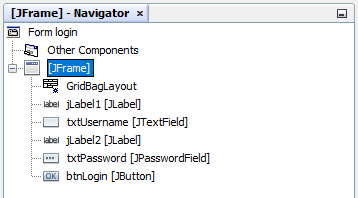 [JFrame] - Navigator ×
Form login
Other Components
[JFrame]
GridBagLayout
label jLabel1 [JLabel]
txtUsername [JTextField]
label jLabel2 [JLabel]
txtPassword [JPasswordField]
OK btnLogin [JButton]